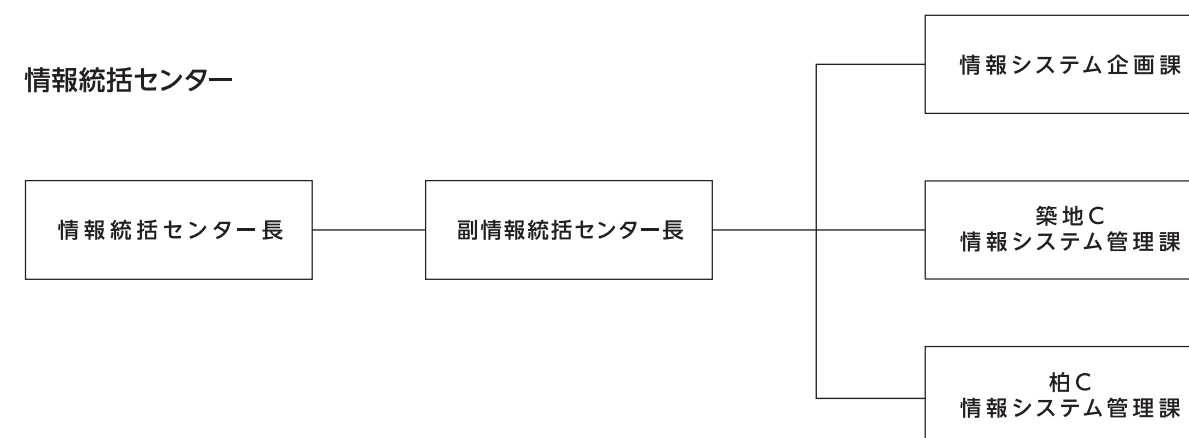 情報統括センター
情報統括センター長
副情報統括センター長
情報システム企画課
築地C
情報システム管理課
柏C
情報システム管理課